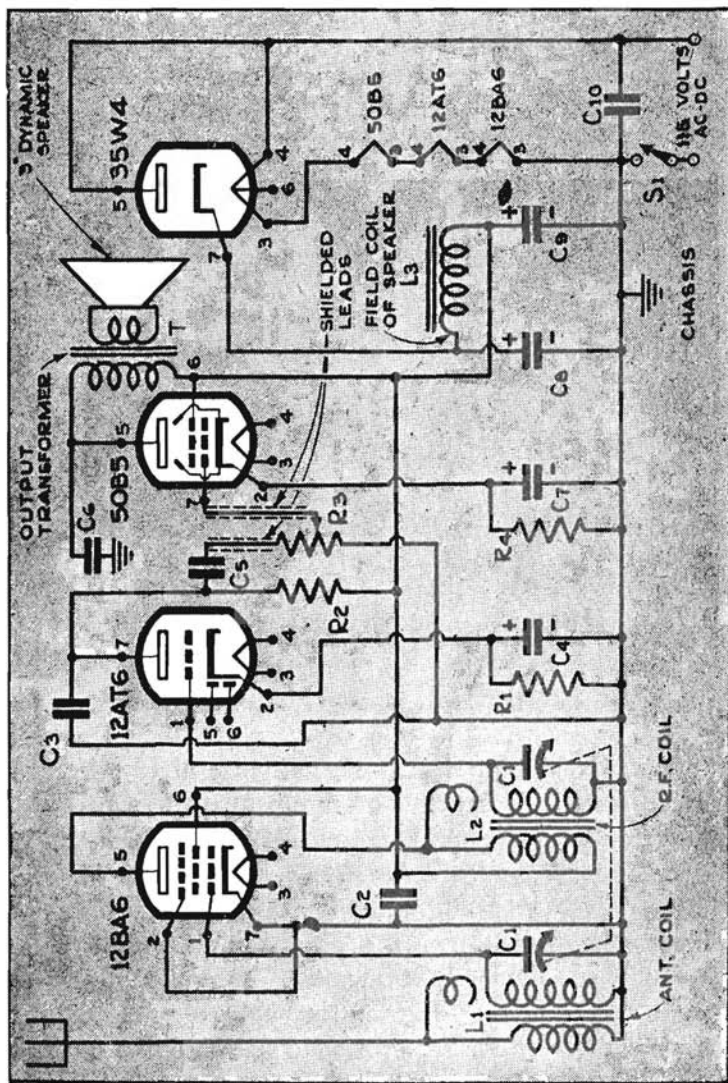 12BA6
5
6
2
1
7
3
4
C3
12AT6
7
1
5
6
2
3
4
OUTPUT
TRANSFORMER
C6
50B5
5
6
7
2
3
4
T
5" DYNAMIC
SPEAKER
35W4
5
7
3
6
4
C5
R2
R3
SHIELDED
LEADS
FIELD COIL
OF SPEAKER
L3
4
50B5
3
4
12AT6
3
4
12BA6
3
C2
L1
C1
ANT. COIL
L2
C1
R.F. COIL
R1
+
C4
-
R4
+
C7
-
+
C8
-
+
C9
-
C10
CHASSIS
S1
115 VOLTS
AC-DC